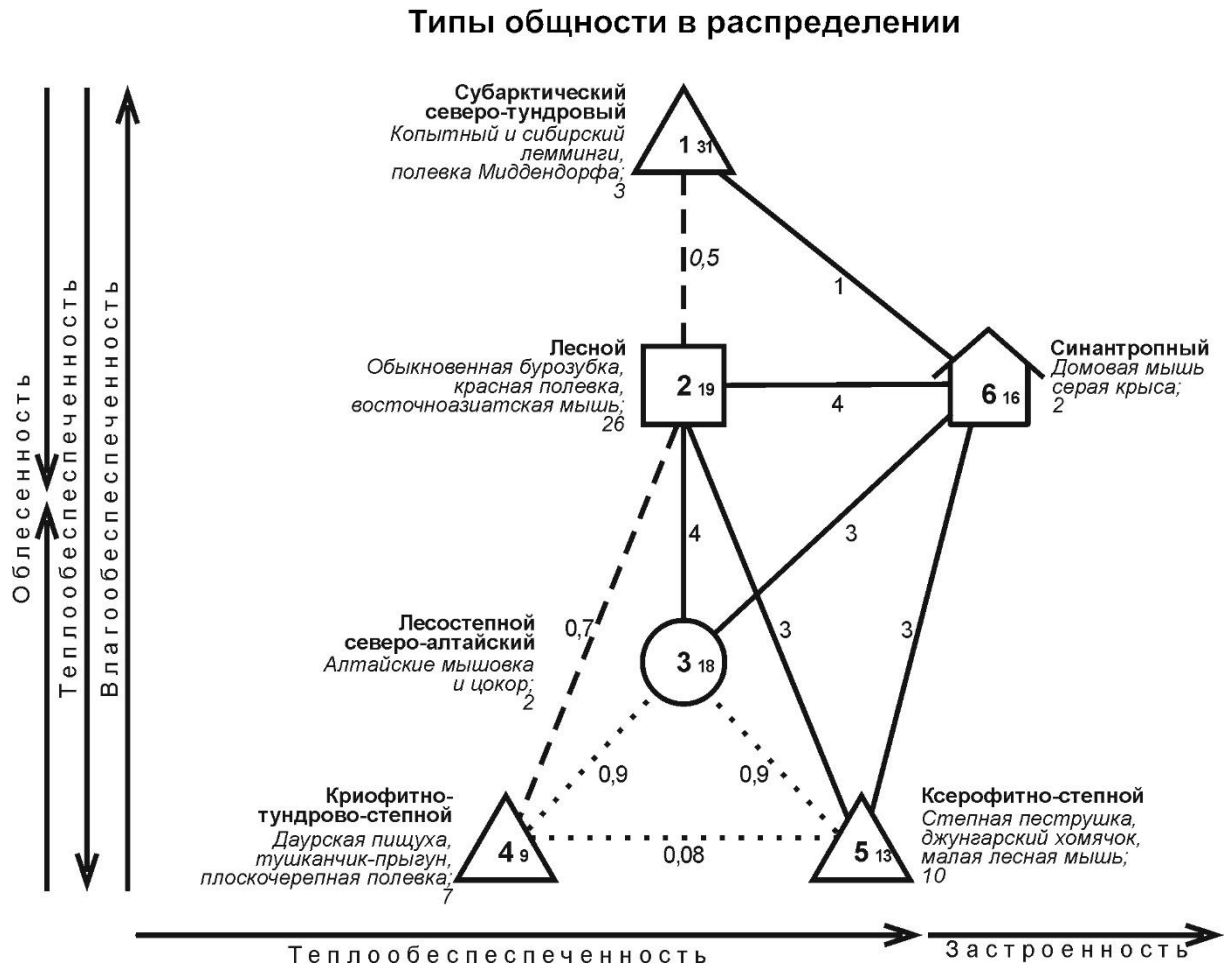 Типы общности в распределении
Субарктический
северо-тундровый
Копытный и сибирский
лемминги,
полевка Миддендорфа;
3
1 31
0,5
1
Лесной
Обыкновенная бурозубка,
красная полевка,
восточноазиатская мышь;
26
2 19
4
6 16
Синантропный
Домовая мышь
серая крыса;
2
Облесенность
Теплообеспеченность
Влагообеспеченность
4
3
0,7
3
3
Лесостепной
северо-алтайский
Алтайские мышовка
и цокор;
2
3 18
0,9
0,9
Криофитно-
тундрово-степной
Даурская пищуха,
тушканчик-прыгун,
плоскочерепная полевка;
7
4 9
0,08
5 13
Ксерофитно-степной
Степная пеструшка,
джунгарский хомячок,
малая лесная мышь;
10
Теплообеспеченность
Застроенность